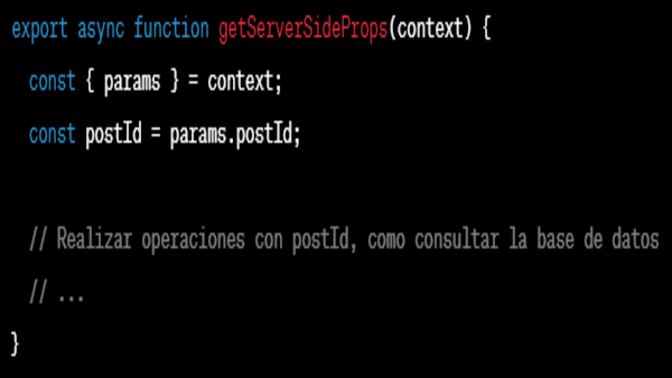 export async function getServerSideProps(context) {
const { params } = context;
const postId = params.postId;
// Realizar operaciones con postId, como consultar la base de datos
// ...
}